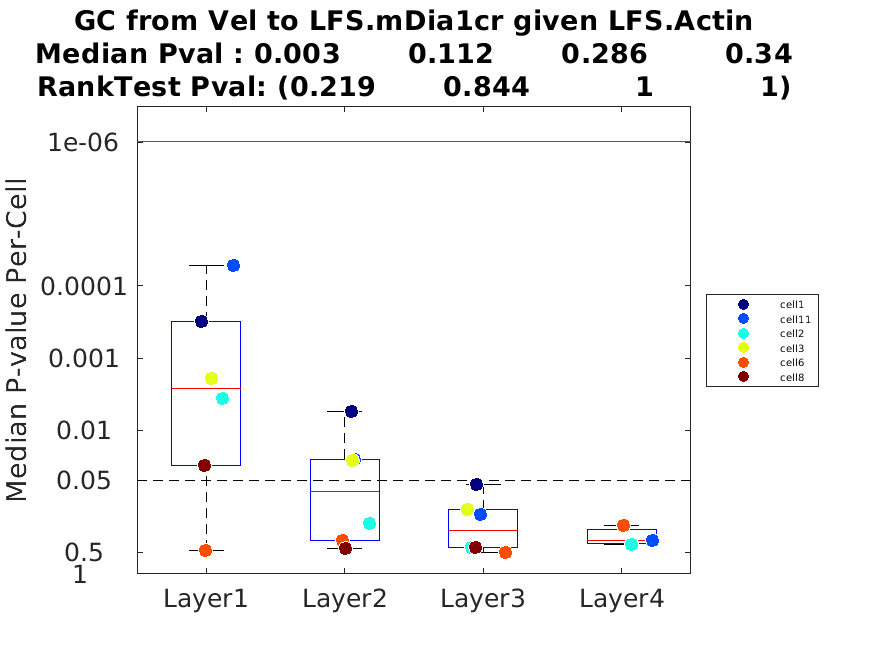 GC from Vel to LFS.mDia1cr given LFS.Actin
Median Pval : 0.003 0.112 0.286 0.34
RankTest Pval: (0.219 0.844 1 1)
Median P-value Per-Cell
1e-06
0.0001
0.001
0.01
0.05
0.5
1
Layer1 Layer2 Layer3 Layer4
cell1
cell11
cell2
cell3
cell6
cell8